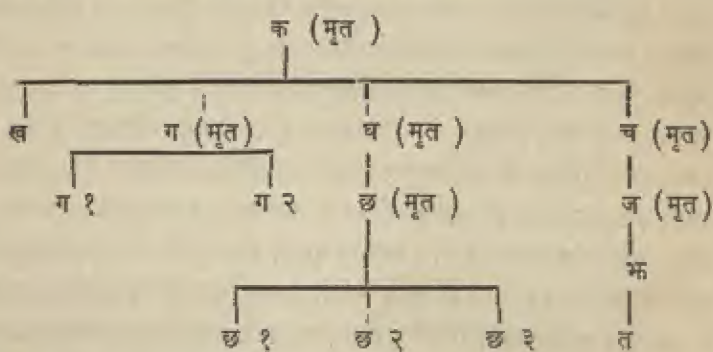 क (मृत )
ख ग (मृत) घ (मृत ) च (मृत)
ग १ ग २ छ (मृत ) ज (मृत)
झ
छ १ छ २ छ ३ त